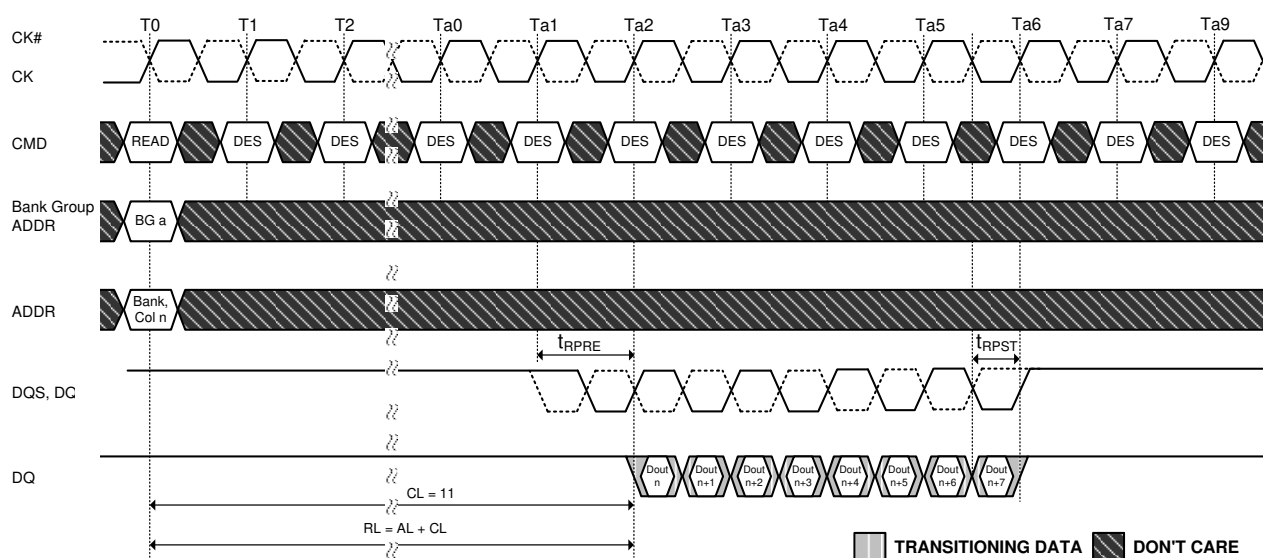 T0 T1 T2 Ta0 Ta1 Ta2 Ta3 Ta4 Ta5 Ta6 Ta7 Ta9
CK#
CK
CMD READ DES DES DES DES DES DES DES DES DES DES DES
Bank Group
ADDR
BG a
ADDR
Bank,
Col n
tRPRE tRPST
DQS, DQ
DQ
Dout Dout Dout Dout Dout Dout Dout Dout
n n+1 n+2 n+3 n+4 n+5 n+6 n+7
CL = 11
RL = AL + CL
TRANSITIONING DATA DON'T CARE